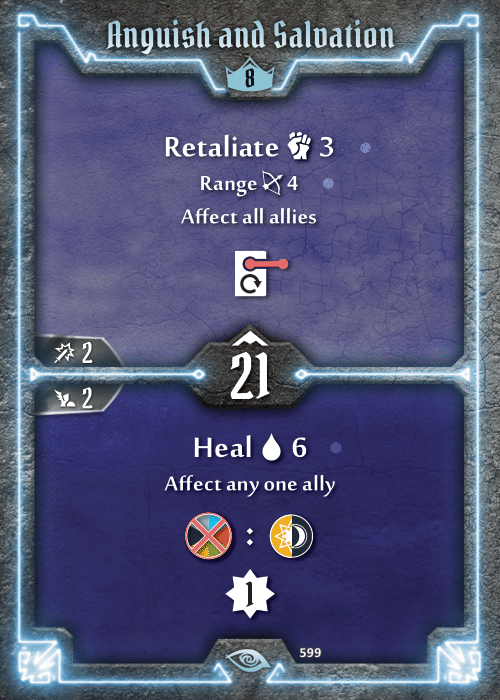 Anguish and Salvation
8
Retaliate 3
Range 4
Affect all allies
2
21
2
Heal 6
Affect any one ally
:
1
599